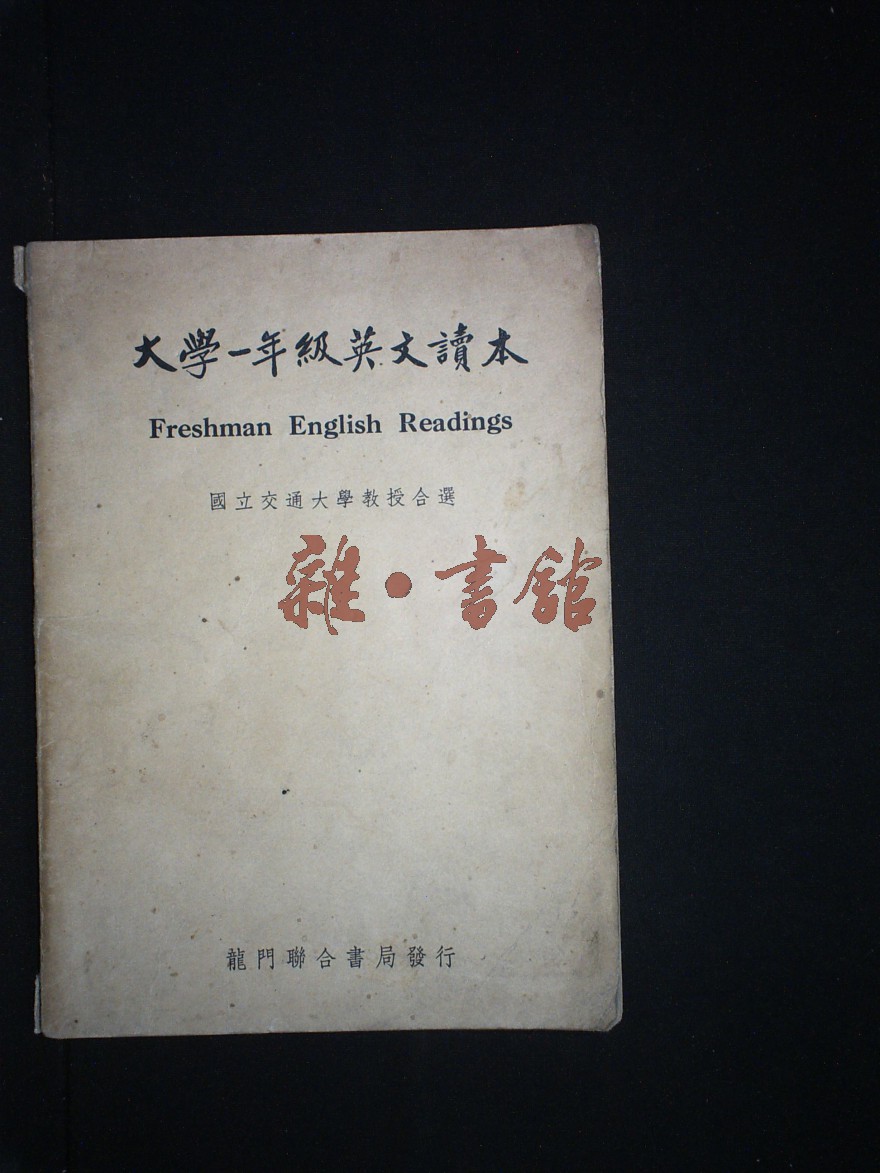 大學一年級英文讀本
Freshman English Readings
國立交通大學教授合選
雜·書館
龍門聯合書局發行